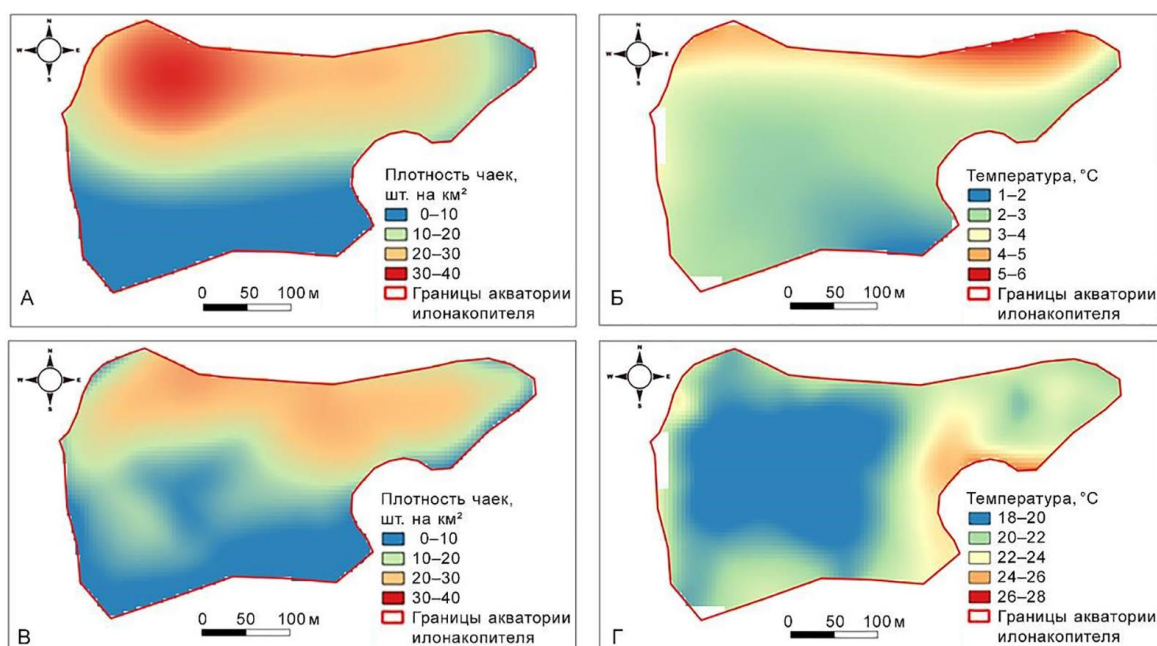 N
W E
S
Плотность чаек,
шт. на км²
0–10
10–20
20–30
30–40
Границы акватории
илонакопителя
0 50 100 м
А
N
W E
S
Температура, °C
1–2
2–3
3–4
4–5
5–6
Границы акватории
илонакопителя
0 50 100 м
Б
N
W E
S
Плотность чаек,
шт. на км²
0–10
10–20
20–30
30–40
Границы акватории
илонакопителя
0 50 100 м
В
N
W E
S
Температура, °C
18–20
20–22
22–24
24–26
26–28
Границы акватории
илонакопителя
0 50 100 м
Г